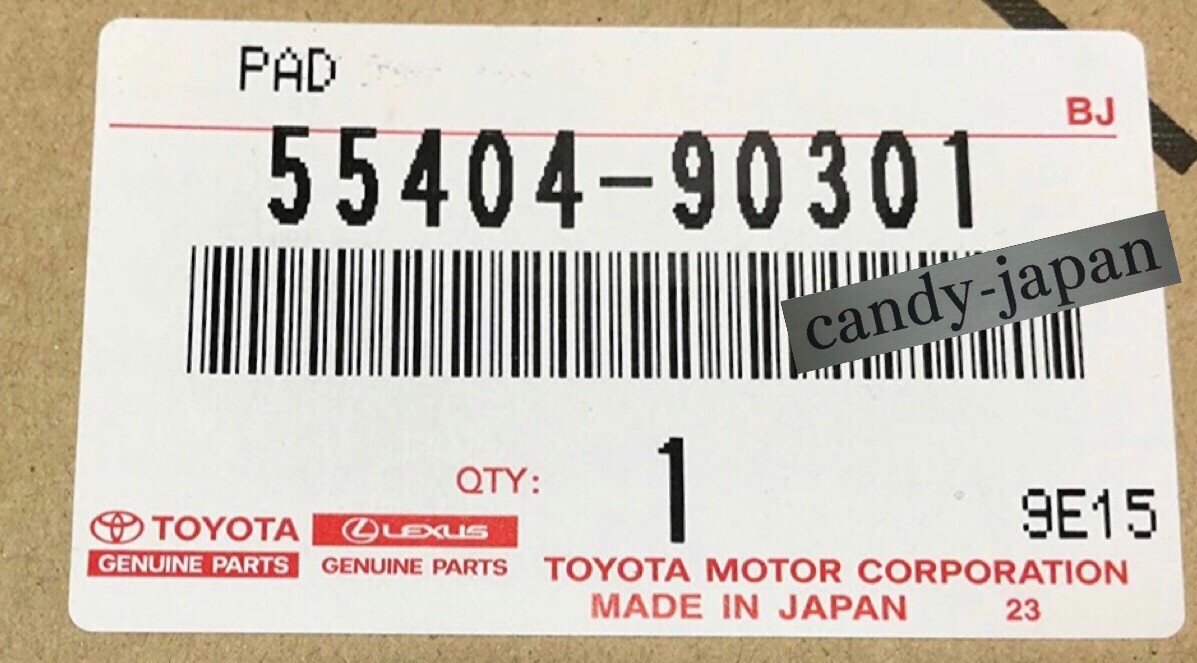 PAD
BJ
55404-90301
candy-japan
QTY: 1
9E15
TOYOTA
GENUINE PARTS
LEXUS
GENUINE PARTS
TOYOTA MOTOR CORPORATION
MADE IN JAPAN 23